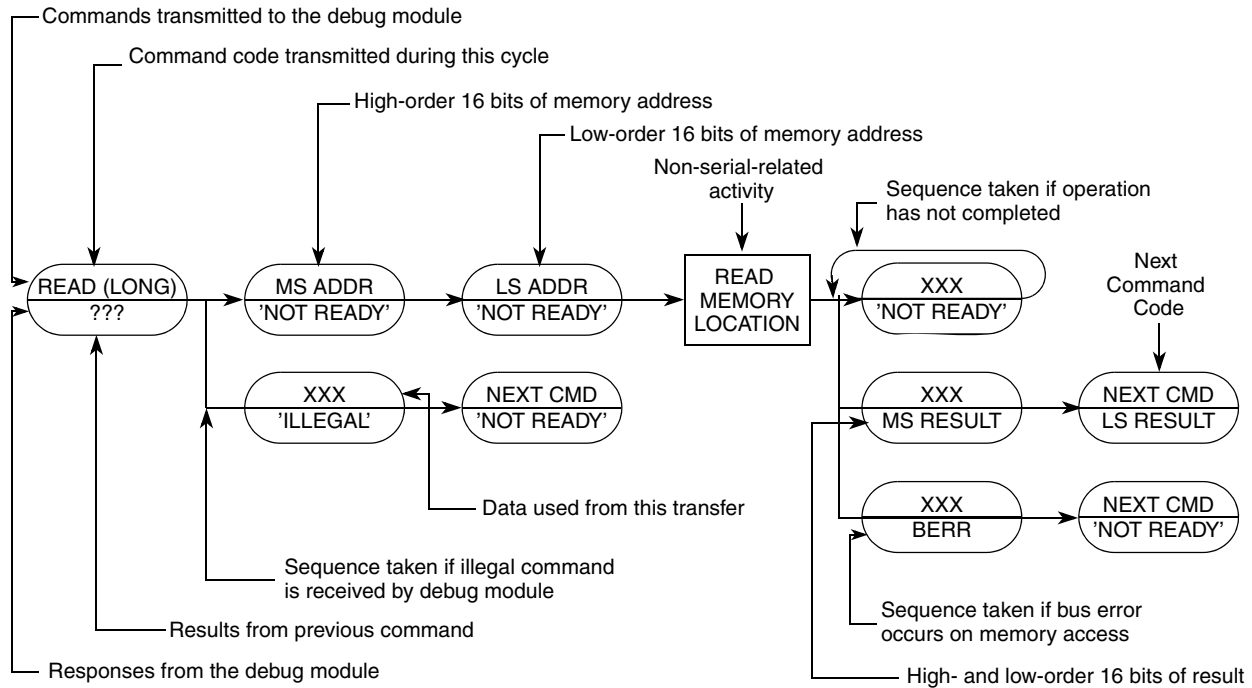 Commands transmitted to the debug module
Command code transmitted during this cycle
High-order 16 bits of memory address
Low-order 16 bits of memory address
Non-serial-related
activity
Sequence taken if operation
has not completed
READ (LONG)
???
MS ADDR
'NOT READY'
LS ADDR
'NOT READY'
READ
MEMORY
LOCATION
XXX
'NOT READY'
Next
Command
Code
XXX
'ILLEGAL'
NEXT CMD
'NOT READY'
XXX
MS RESULT
NEXT CMD
LS RESULT
Data used from this transfer
XXX
BERR
NEXT CMD
'NOT READY'
Sequence taken if illegal command
is received by debug module
Sequence taken if bus error
occurs on memory access
Results from previous command
Responses from the debug module
High- and low-order 16 bits of result